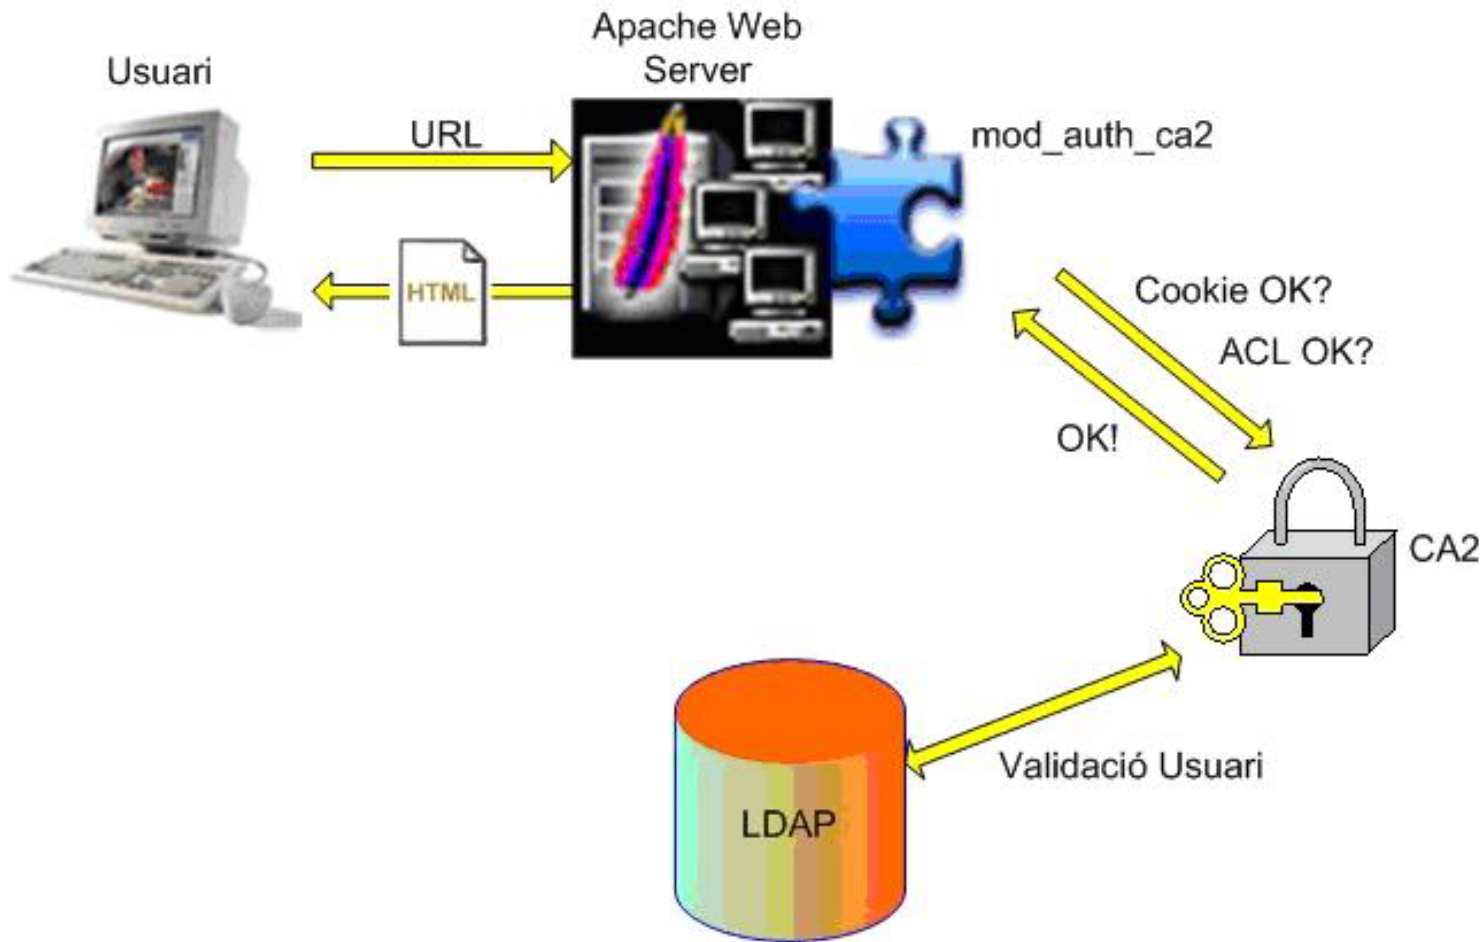 Usuari
Apache Web
Server
URL
mod_auth_ca2
HTML
Cookie OK?
ACL OK?
OK!
CA2
Validació Usuari
LDAP